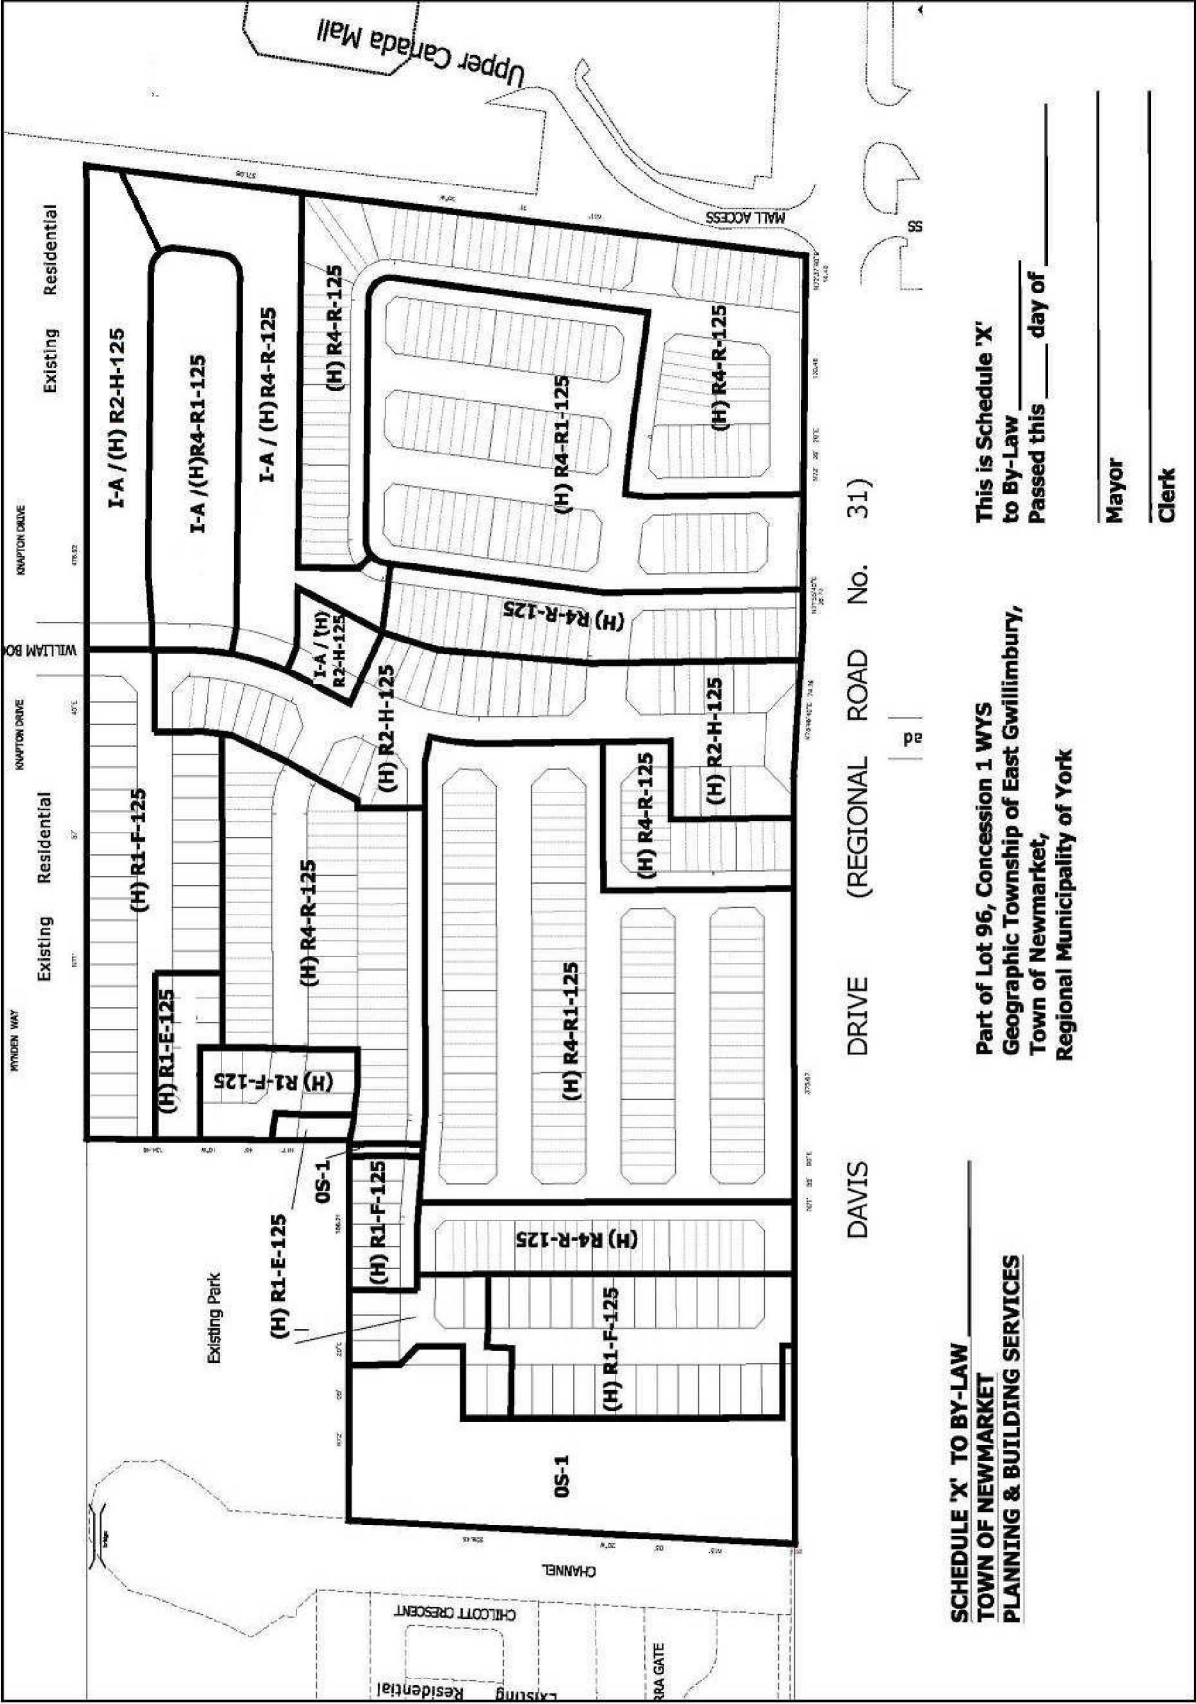 Upper Canada Mall
MALL ACCESS
SS
Existing Residential
KNAPTON DRIVE
WILLIAM BO
KNAPTON DRIVE
Existing Residential
MYNDEN WAY
I-A / (H) R2-H-125
I-A /(H)R4-R1-125
I-A / (H) R4-R-125
(H) R4-R-125
(H) R4-R1-125
(H) R4-R-125
(H) R4-R-125
I-A / (H)
R2-H-125
(H) R2-H-125
(H) R2-H-125
(H) R4-R-125
(H) R1-F-125
(H) R4-R-125
(H) R1-E-125
(H) R1-F-125
(H) R4-R1-125
OS-1
(H) R1-F-125
(H) R1-E-125
(H) R4-R-125
(H) R1-F-125
OS-1
Existing Park
bridge
CHANNEL
CHILCOTT CRESCENT
Existing Residential
RRA GATE
DAVIS DRIVE (REGIONAL ROAD No. 31)
ad
SCHEDULE 'X' TO BY-LAW
TOWN OF NEWMARKET
PLANNING & BUILDING SERVICES
Part of Lot 96, Concession 1 WYS
Geographic Township of East Gwillimbury,
Town of Newmarket,
Regional Municipality of York
This is Schedule 'X'
to By-Law
Passed this ____ day of
Mayor
Clerk